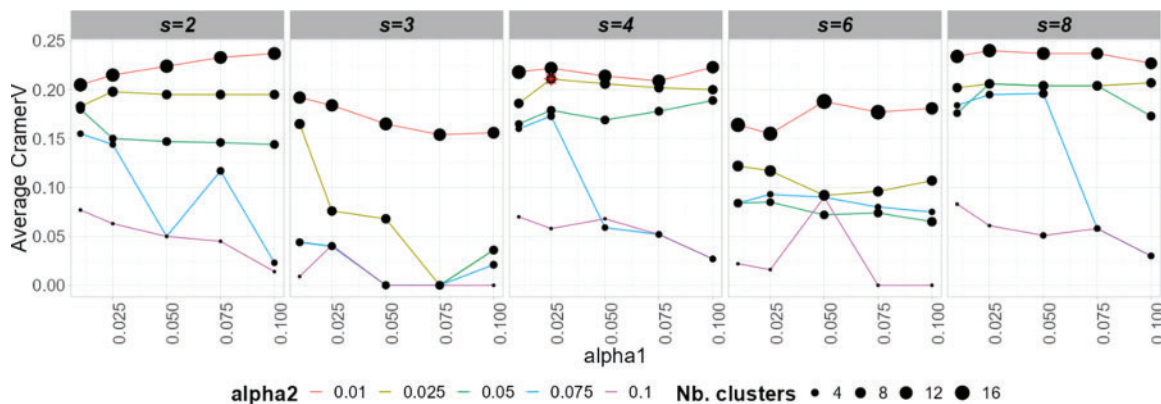 s=2 s=3 s=4 s=6 s=8
0.25
0.20
0.15
0.10
0.05
0.00
Average CramerV
0.025 0.050 0.075 0.100 0.025 0.050 0.075 0.100 0.025 0.050 0.075 0.100 0.025 0.050 0.075 0.100 0.025 0.050 0.075 0.100
alpha1
alpha2 0.01 0.025 0.05 0.075 0.1 Nb. clusters 4 8 12 16